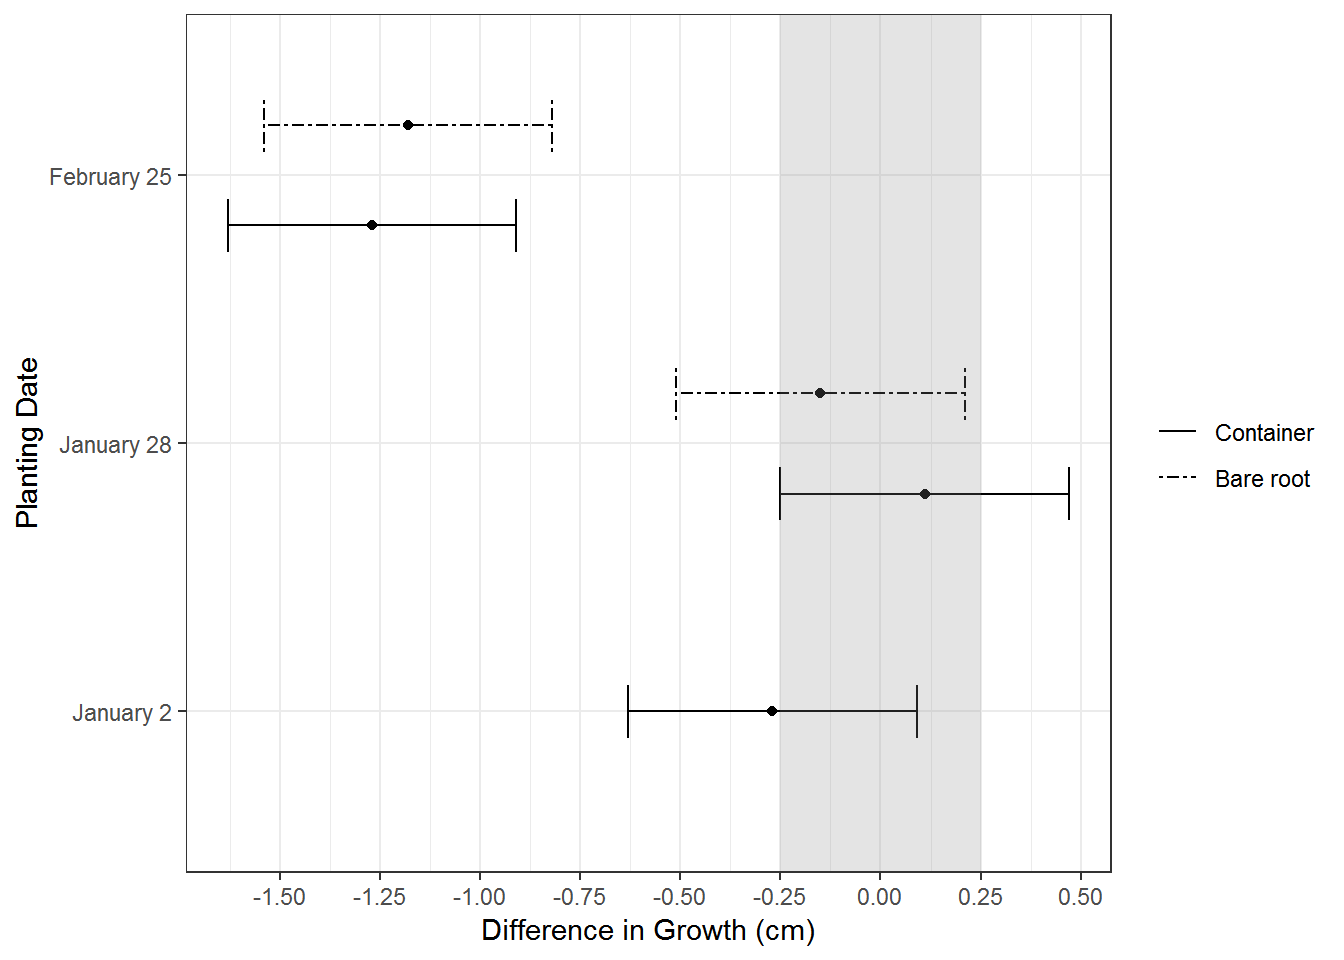 February 25
January 28
January 2
Planting Date
-1.50 -1.25 -1.00 -0.75 -0.50 -0.25 0.00 0.25 0.50
Difference in Growth (cm)
Container
Bare root